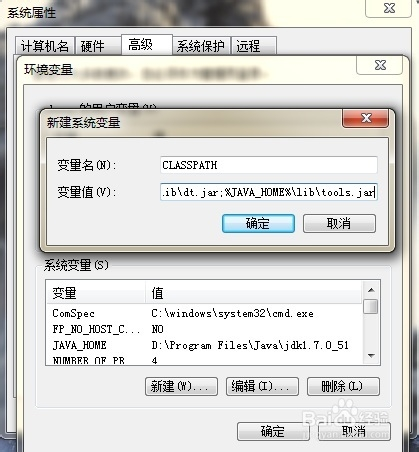 系统属性
计算机名 硬件 高级 系统保护 远程
环境变量
的用户变量(U)
新建系统变量
变量名(N): CLASSPATH
变量值(V): .ib\dt.jar;%JAVA_HOME%\lib\tools.jar
确定 取消
系统变量(S)
变量 值
ComSpec C:\windows\system32\cmd.exe
FP_NO_HOST_C... NO
JAVA_HOME D:\Program Files\Java\jdk1.7.0_51
NUMBER_OF_PR 4
新建(W)... 编辑(I)... 删除(L)
确定 取消
Baidu经验